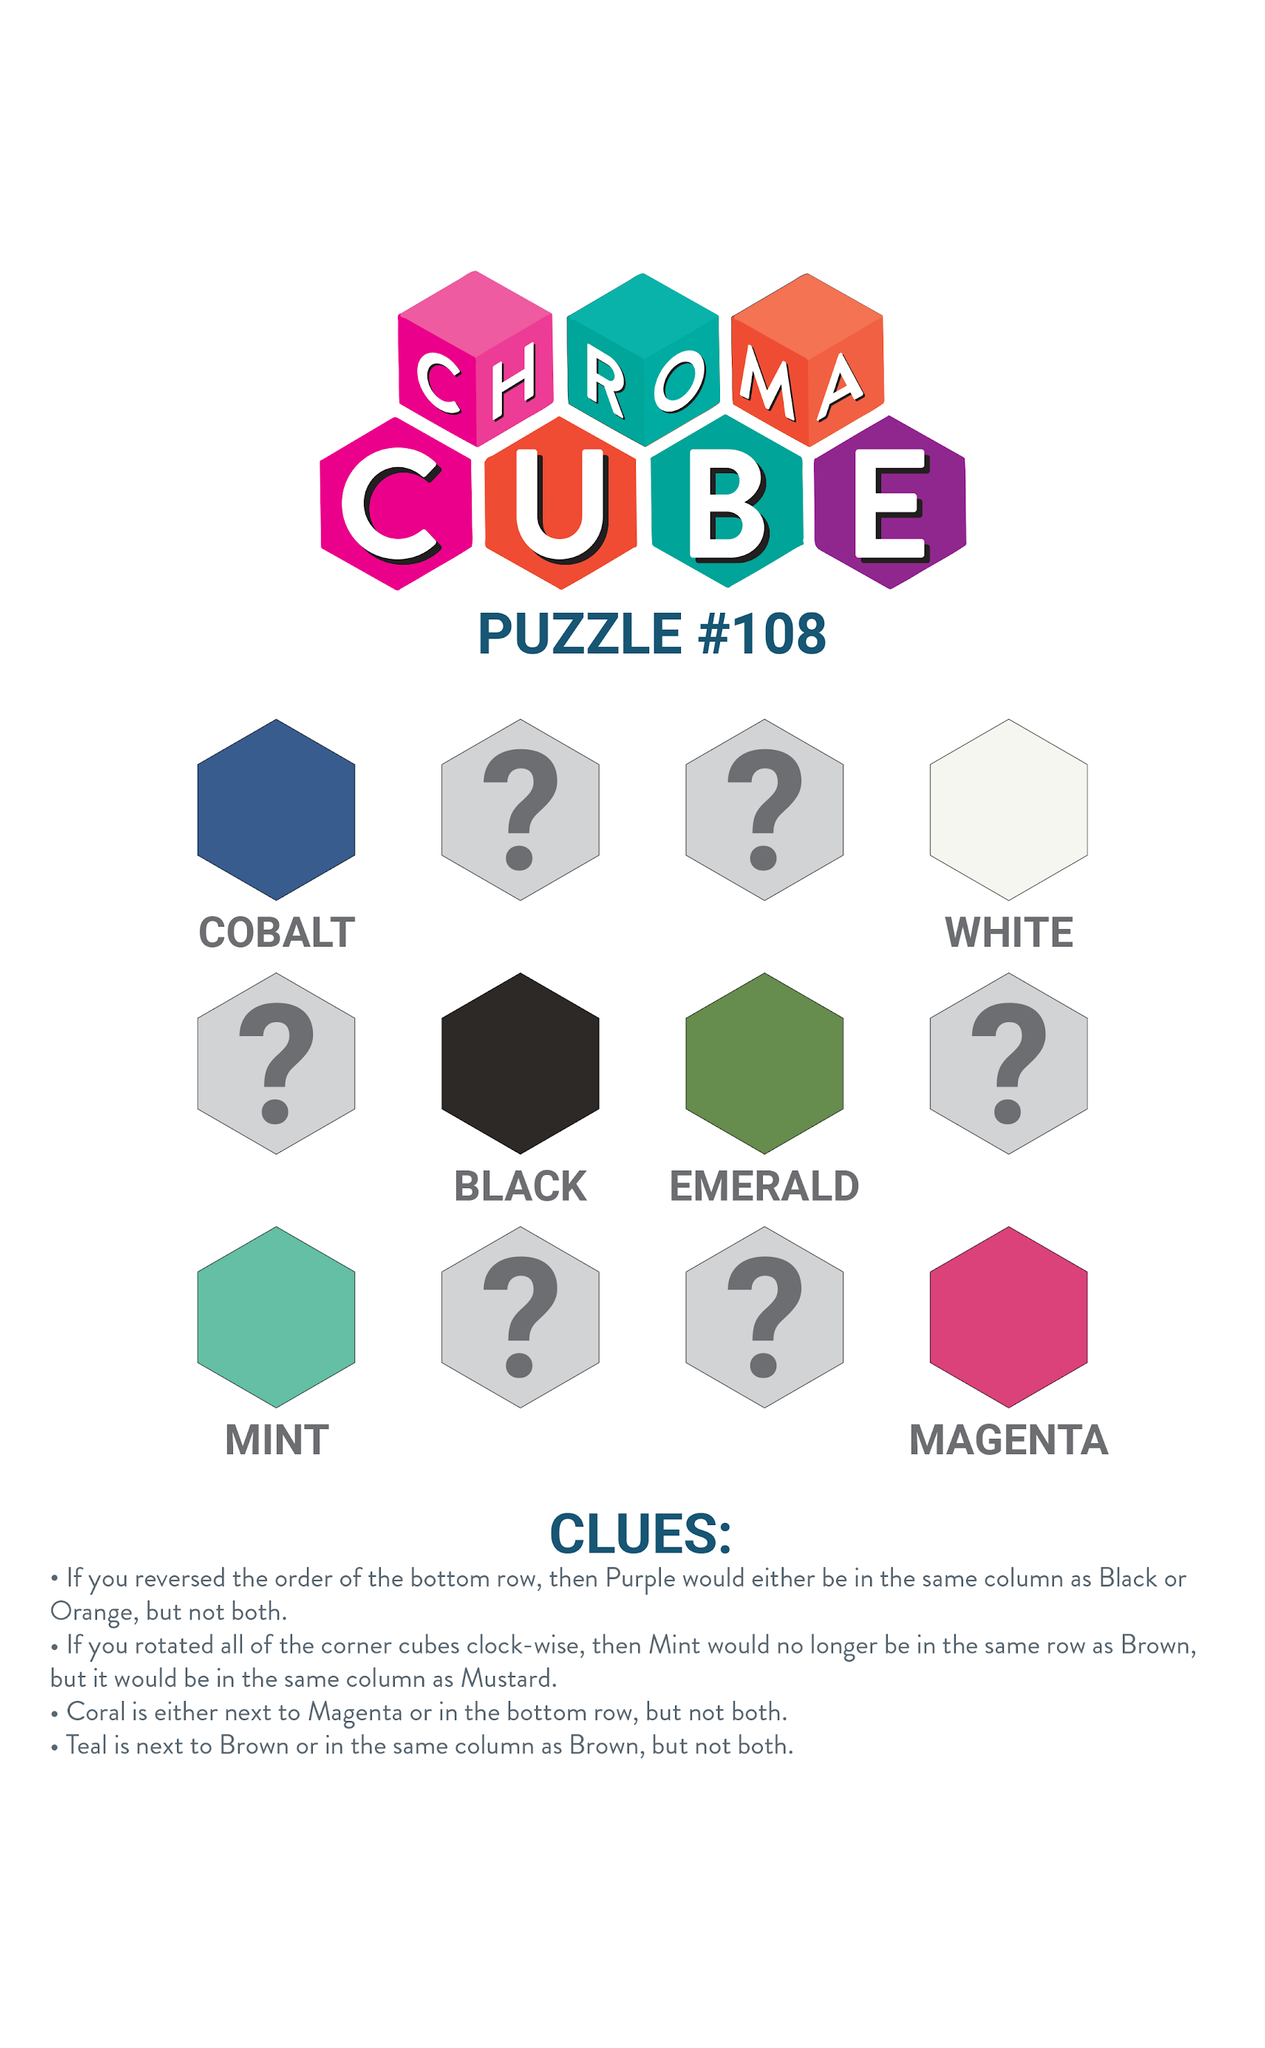 CHROMA
CUBE
PUZZLE #108
?
?
COBALT
WHITE
?
?
BLACK
EMERALD
?
?
MINT
MAGENTA
CLUES:
• If you reversed the order of the bottom row, then Purple would either be in the same column as Black or
Orange, but not both.
• If you rotated all of the corner cubes clock-wise, then Mint would no longer be in the same row as Brown,
but it would be in the same column as Mustard.
• Coral is either next to Magenta or in the bottom row, but not both.
• Teal is next to Brown or in the same column as Brown, but not both.